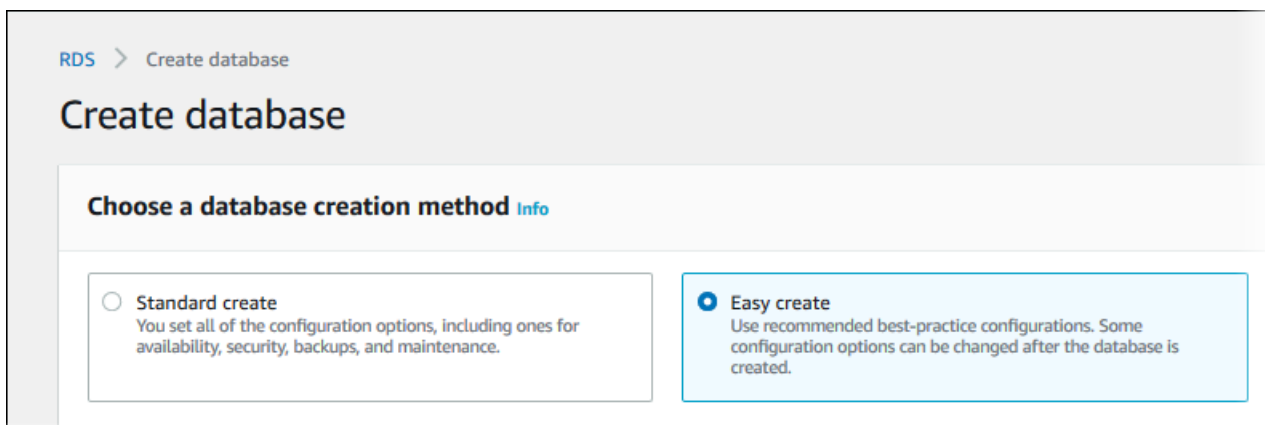 RDS > Create database
Create database
Choose a database creation method Info
Standard create
You set all of the configuration options, including ones for
availability, security, backups, and maintenance.
Easy create
Use recommended best-practice configurations. Some
configuration options can be changed after the database is
created.